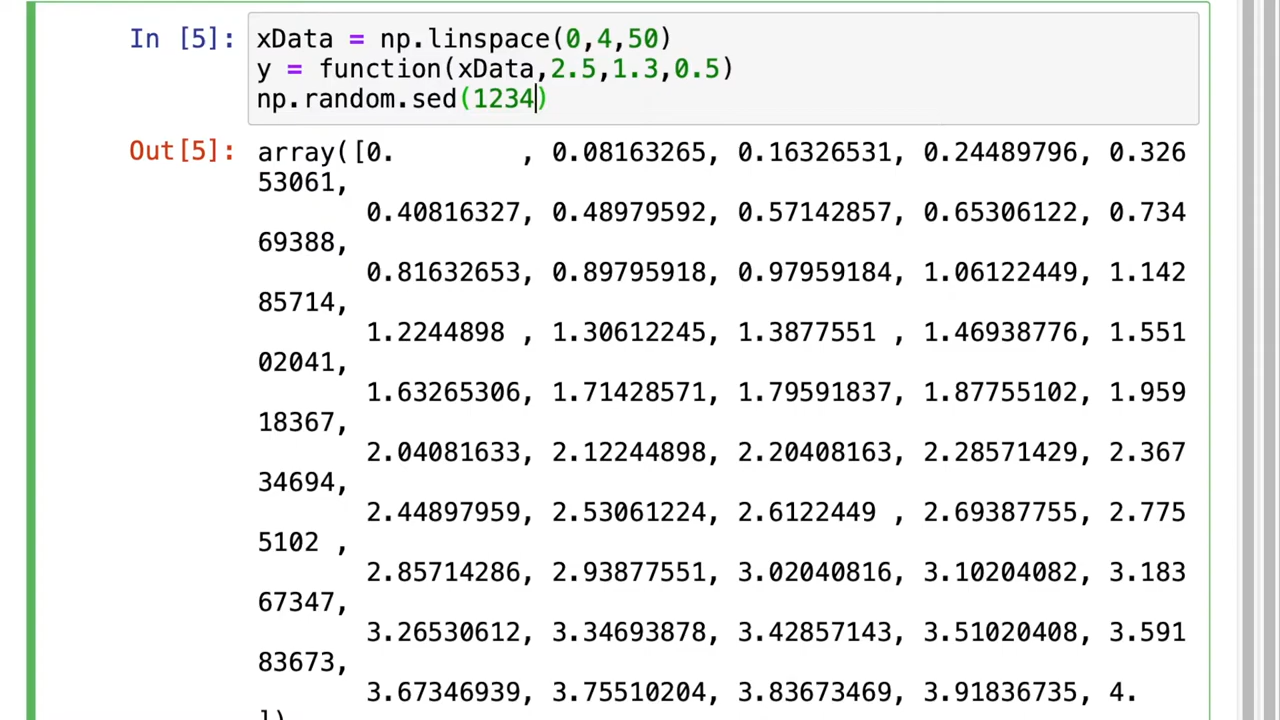 In [5]: xData = np.linspace(0,4,50)
y = function(xData,2.5,1.3,0.5)
np.random.sed(1234)
Out[5]: array([0.        , 0.08163265, 0.16326531, 0.24489796, 0.326
53061,
0.40816327, 0.48979592, 0.57142857, 0.65306122, 0.734
69388,
0.81632653, 0.89795918, 0.97959184, 1.06122449, 1.142
85714,
1.2244898 , 1.30612245, 1.3877551 , 1.46938776, 1.551
02041,
1.63265306, 1.71428571, 1.79591837, 1.87755102, 1.959
18367,
2.04081633, 2.12244898, 2.20408163, 2.28571429, 2.367
34694,
2.44897959, 2.53061224, 2.6122449 , 2.69387755, 2.775
5102 ,
2.85714286, 2.93877551, 3.02040816, 3.10204082, 3.183
67347,
3.26530612, 3.34693878, 3.42857143, 3.51020408, 3.591
83673,
3.67346939, 3.75510204, 3.83673469, 3.91836735, 4.
])